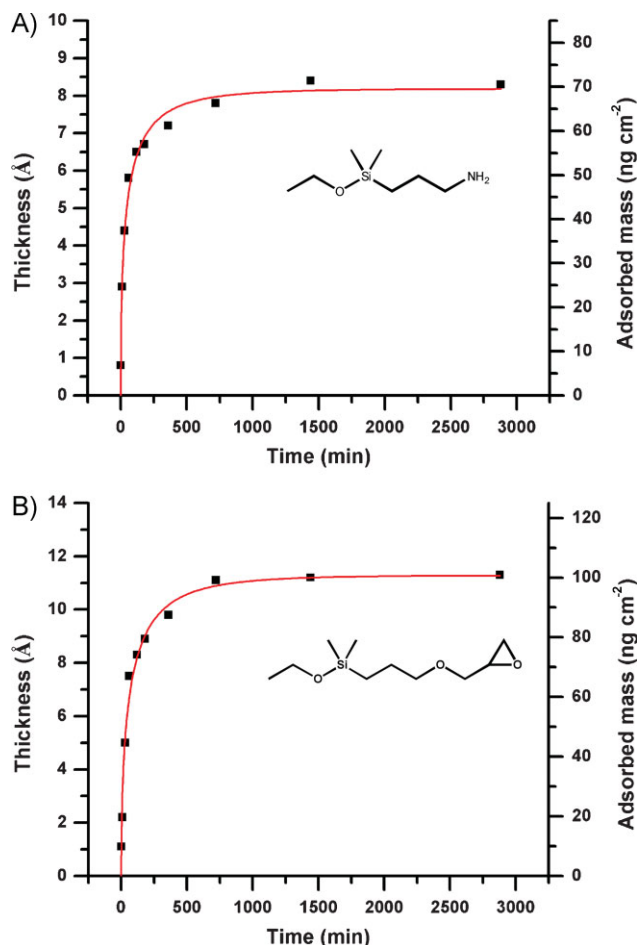 A)
10
9
8
7
6
5
4
3
2
1
0
Thickness (Å)
80
70
60
50
40
30
20
10
0
Adsorbed mass (ng cm-2)
Si
O
NH2
0 500 1000 1500 2000 2500 3000
Time (min)
B)
14
12
10
8
6
4
2
0
Thickness (Å)
120
100
80
60
40
20
0
Adsorbed mass (ng cm-2)
Si
O
O
O
0 500 1000 1500 2000 2500 3000
Time (min)